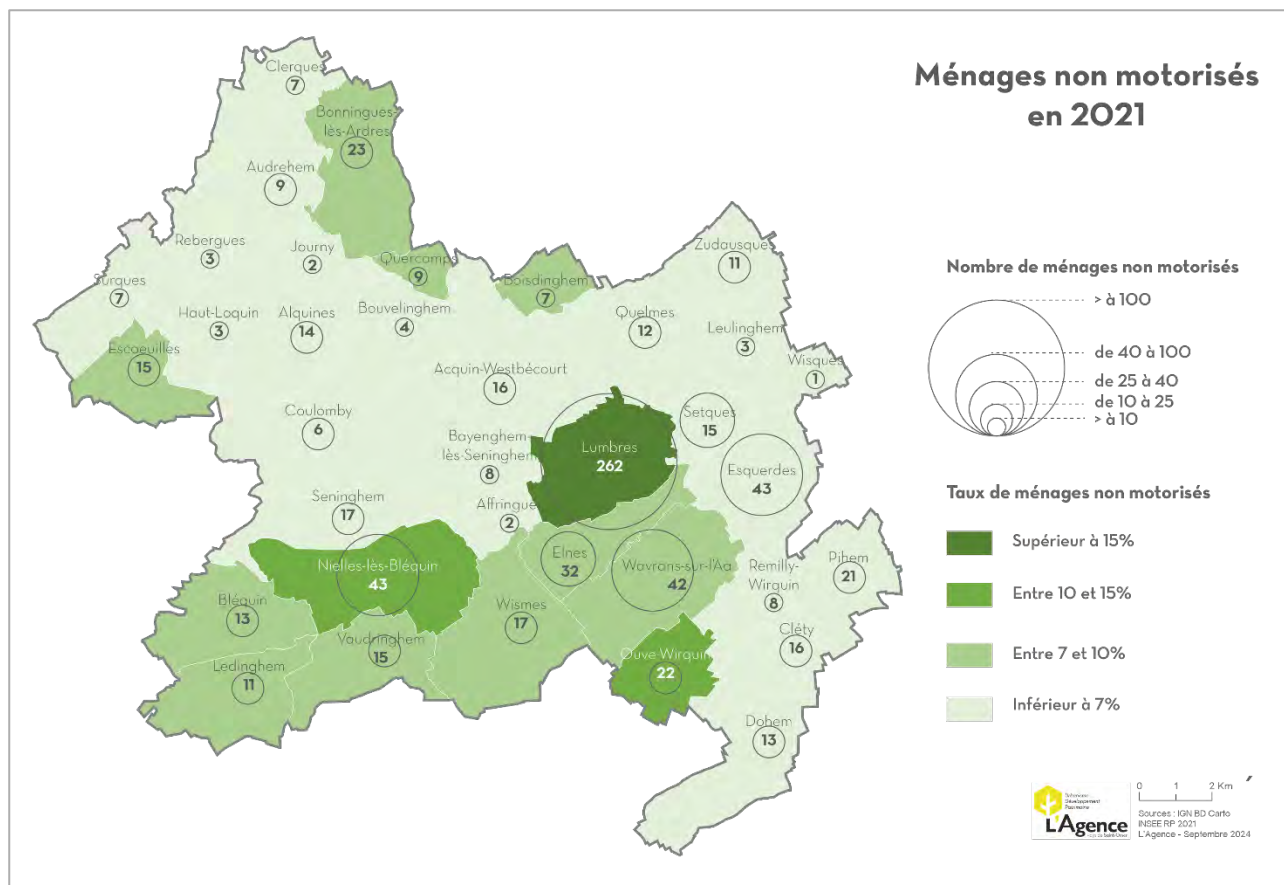 Ménages non motorisés
en 2021
Clerques
7
Bonningues-
lès-Ardres
23
Audrehem
9
Rebergues
3
Journy
2
Quercamps
9
Boisdinghem
7
Zudausques
11
Surques
7
Haut-Loquin
3
Alquines
14
Bouvelinghem
4
Quelmes
12
Leulinghem
3
Wisques
1
Escoeuilles
15
Acquin-Westbécourt
16
Coulomby
6
Setques
15
Bayenghem-
lès-Seninghem
8
Lumbres
262
Esquerdes
43
Seninghem
17
Affringue
2
Nielles-lès-Bléquin
43
Elnes
32
Wavrans-sur-l'Aa
42
Remilly-
Wirquin
8
Pihem
21
Bléquin
13
Wismes
17
Vaudringhem
15
Cléty
16
Ledinghem
11
Ouve Wirquin
22
Dohem
13
Nombre de ménages non motorisés
> à 100
de 40 à 100
de 25 à 40
de 10 à 25
> à 10
Taux de ménages non motorisés
Supérieur à 15%
Entre 10 et 15%
Entre 7 et 10%
Inférieur à 7%
Développement
L'Agence
0 1 2 Km
Sources : IGN BD Carto
INSEE RP 2021
L'Agence - Septembre 2024